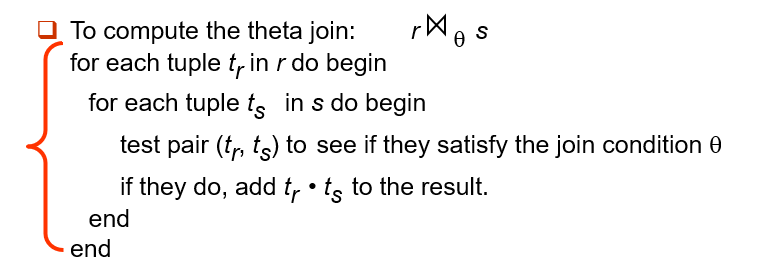 ❑ To compute the theta join: r ⋈ θ s
for each tuple tr in r do begin
for each tuple ts in s do begin
test pair (tr, ts) to see if they satisfy the join condition θ
if they do, add tr • ts to the result.
end
end